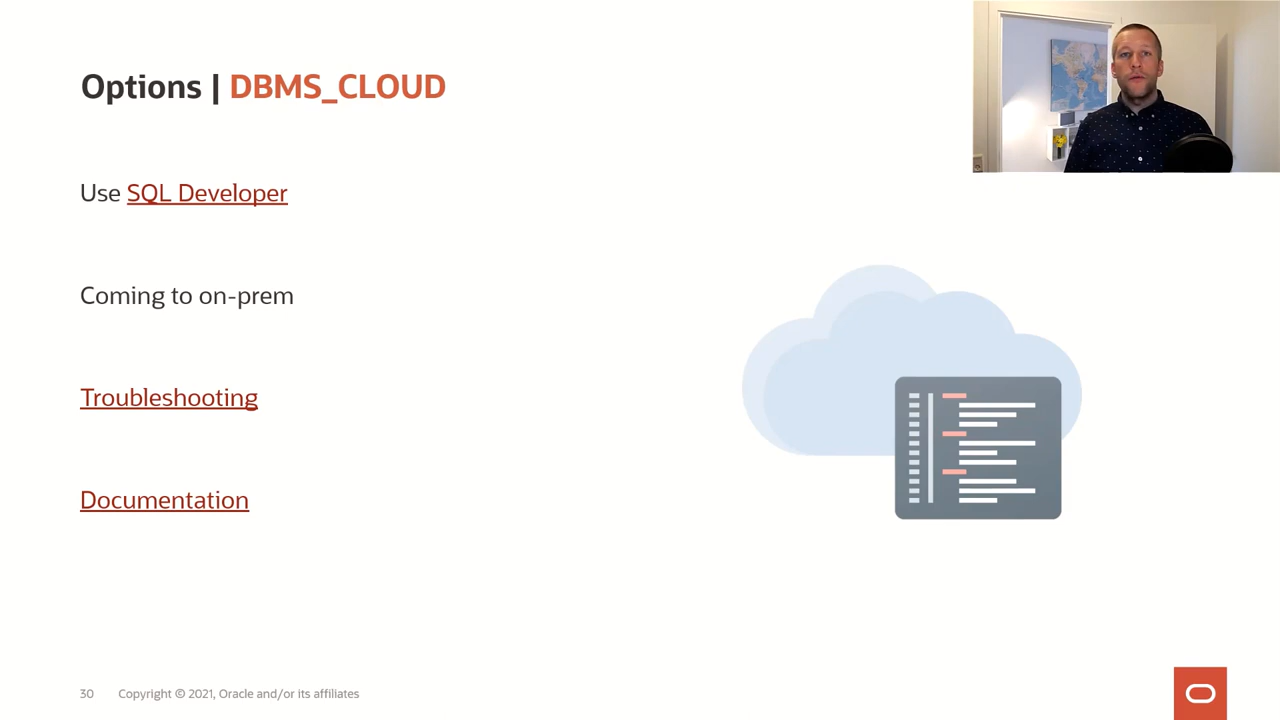 Options | DBMS_CLOUD
Use SQL Developer
Coming to on-prem
Troubleshooting
Documentation
30 Copyright © 2021, Oracle and/or its affiliates